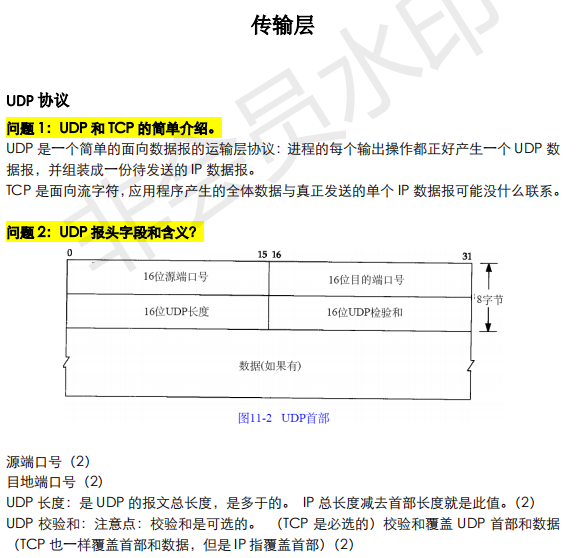 传输层
非会员水印
UDP 协议
问题 1：UDP 和 TCP 的简单介绍。
UDP 是一个简单的面向数据报的运输层协议：进程的每个输出操作都正好产生一个 UDP 数
据报，并组装成一份待发送的 IP 数据报。
TCP 是面向流字符，应用程序产生的全体数据与真正发送的单个 IP 数据报可能没什么联系。
问题 2：UDP 报头字段和含义？
0 15 16 31
16位源端口号 16位目的端口号
8字节
16位UDP长度 16位UDP检验和
数据(如果有)
图11-2 UDP首部
源端口号（2）
目地端口号（2）
UDP 长度：是 UDP 的报文总长度，是多于的。 IP 总长度减去首部长度就是此值。（2）
UDP 校验和：注意点：校验和是可选的。 （TCP 是必选的）校验和覆盖 UDP 首部和数据
（TCP 也一样覆盖首部和数据，但是 IP 指覆盖首部）（2）